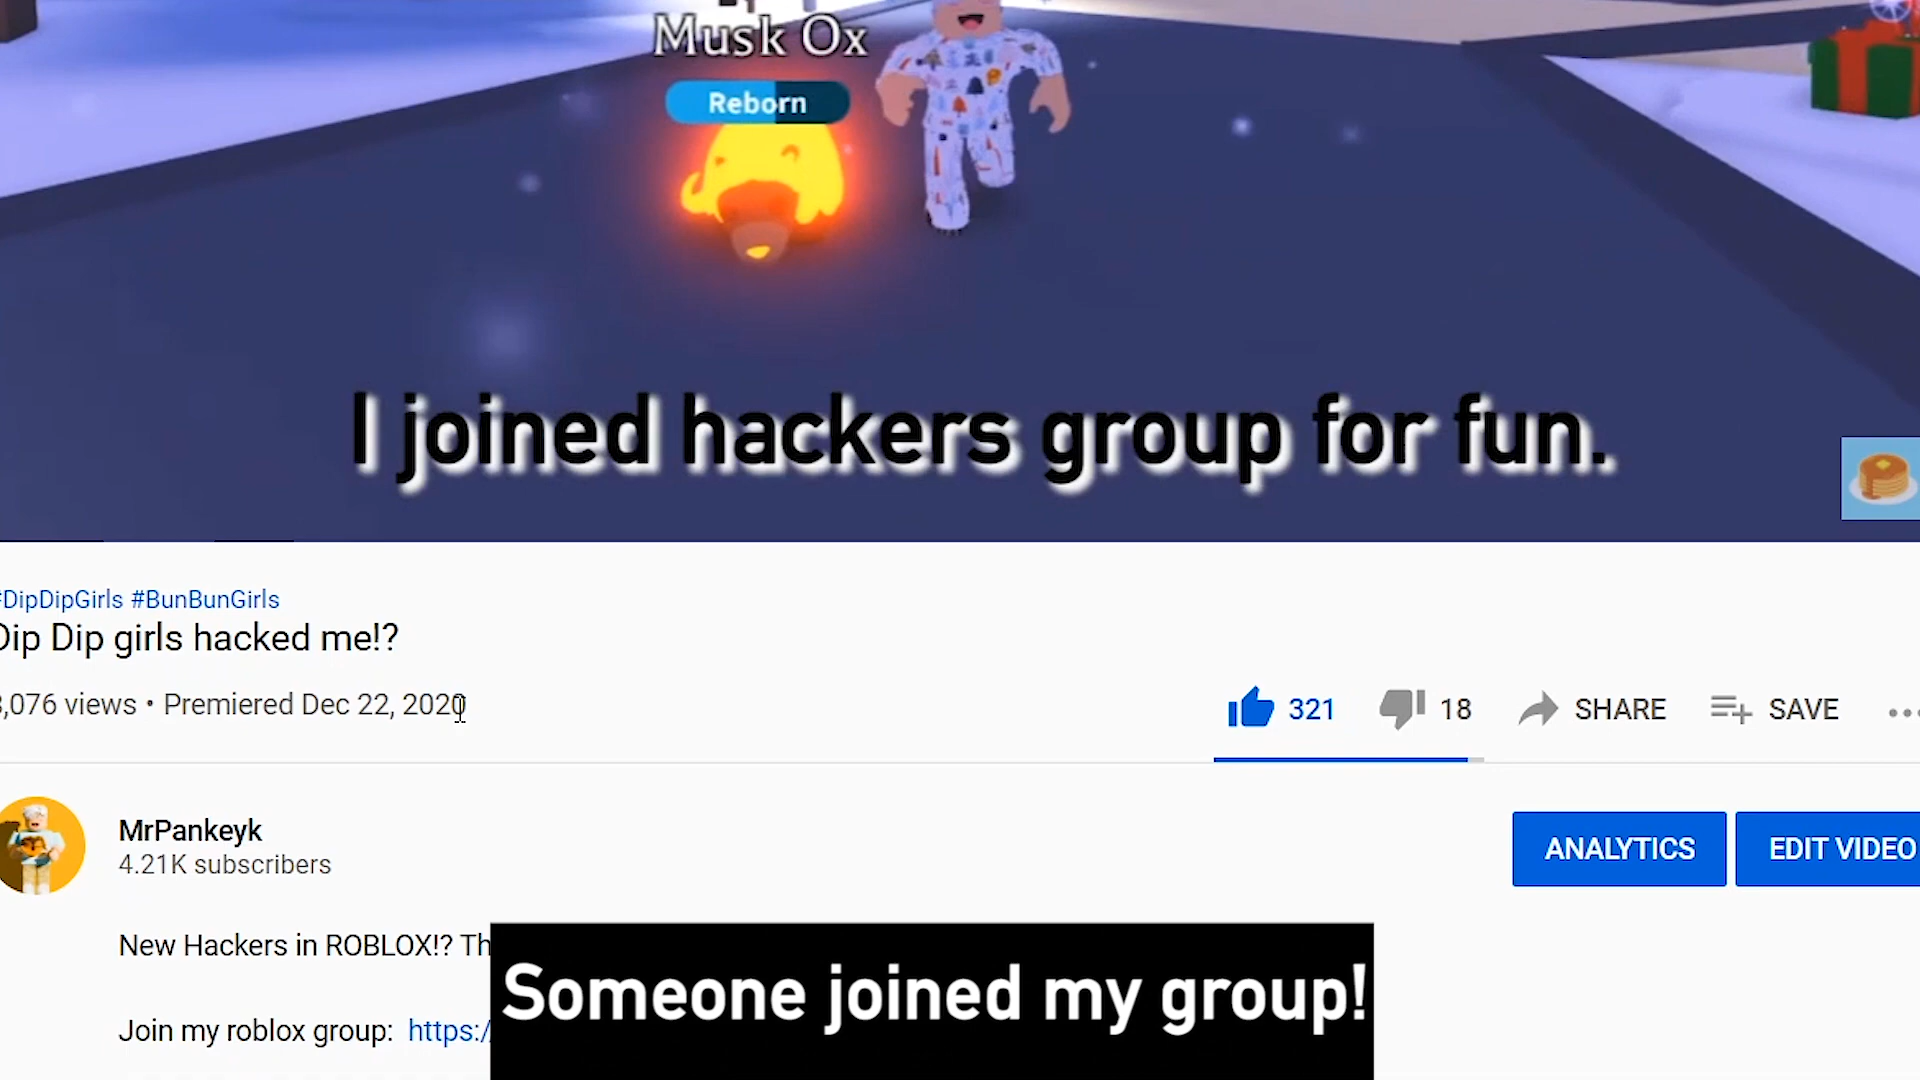 Musk Ox
Reborn
I joined hackers group for fun.
#DipDipGirls #BunBunGirls
Dip Dip girls hacked me!?
3,076 views • Premiered Dec 22, 2020
321
18
SHARE
SAVE
MrPankeyk
4.21K subscribers
ANALYTICS
EDIT VIDEO
New Hackers in ROBLOX!? Th
Someone joined my group!
Join my roblox group: https:/